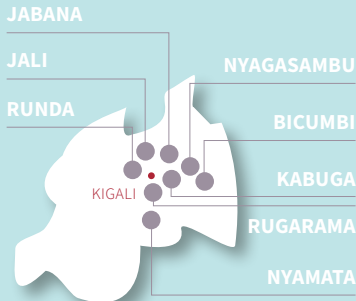 JABANA
JALI
NYAGASAMBU
RUNDA
BICUMBI
KABUGA
KIGALI
RUGARAMA
NYAMATA